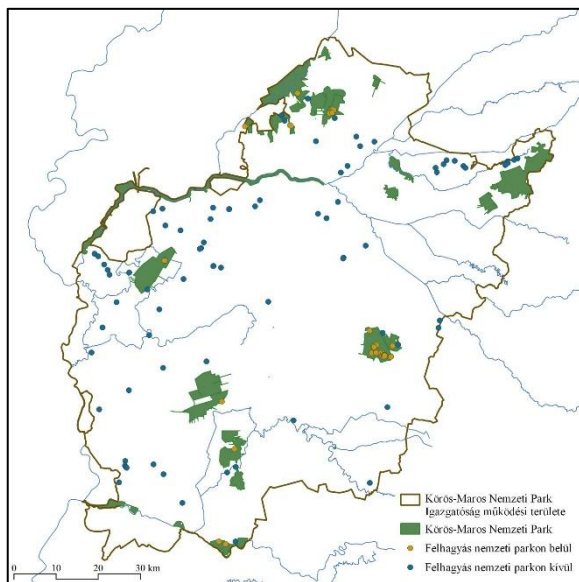 Körös-Maros Nemzeti Park
Igazgatóság működési területe
Körös-Maros Nemzeti Park
Felhagyás nemzeti parkon belül
Felhagyás nemzeti parkon kívül
0 5 10 20 30 km